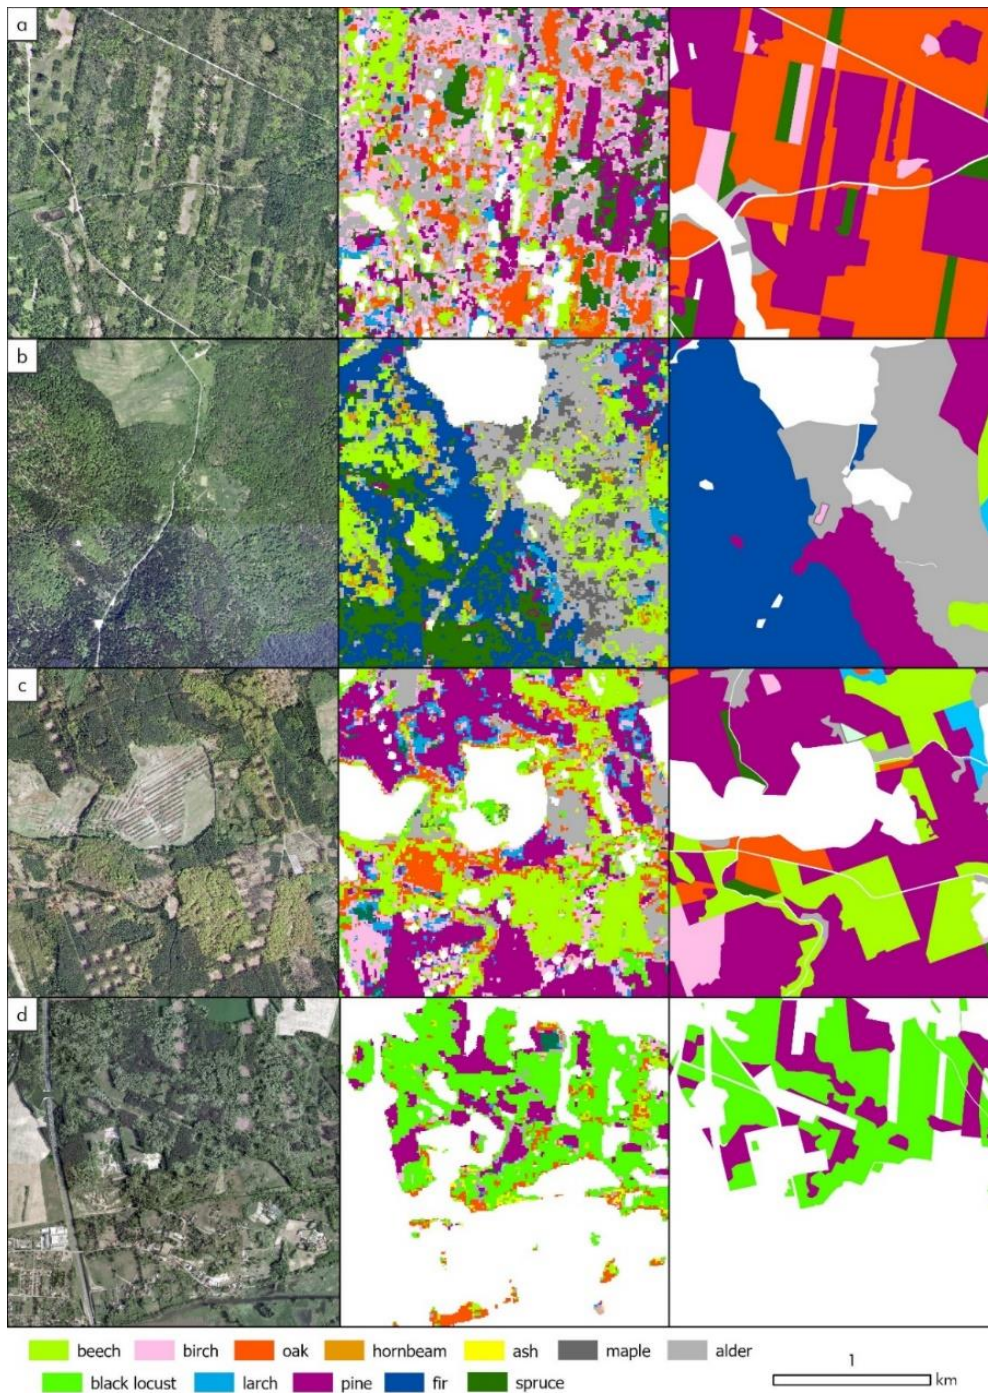 a
b
c
d
beech birch oak hornbeam ash maple alder
black locust larch pine fir spruce
1
km